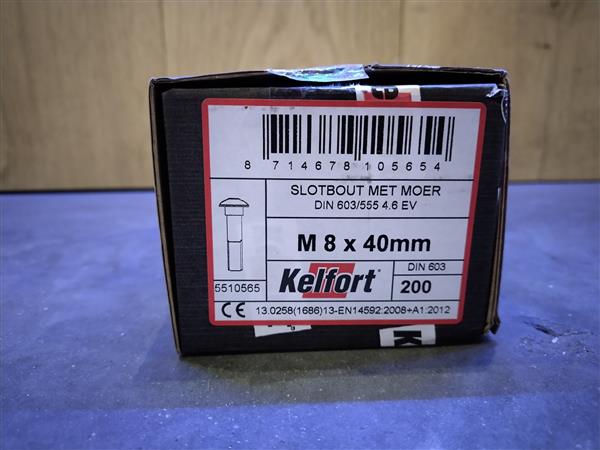 8 714678 105654
SLOTBOUT MET MOER
DIN 603/555 4.6 EV
M 8 x 40mm
5510565
Kelfort
DIN 603
200
CE 13.0258(1686)13-EN14592:2008+A1:2012
K